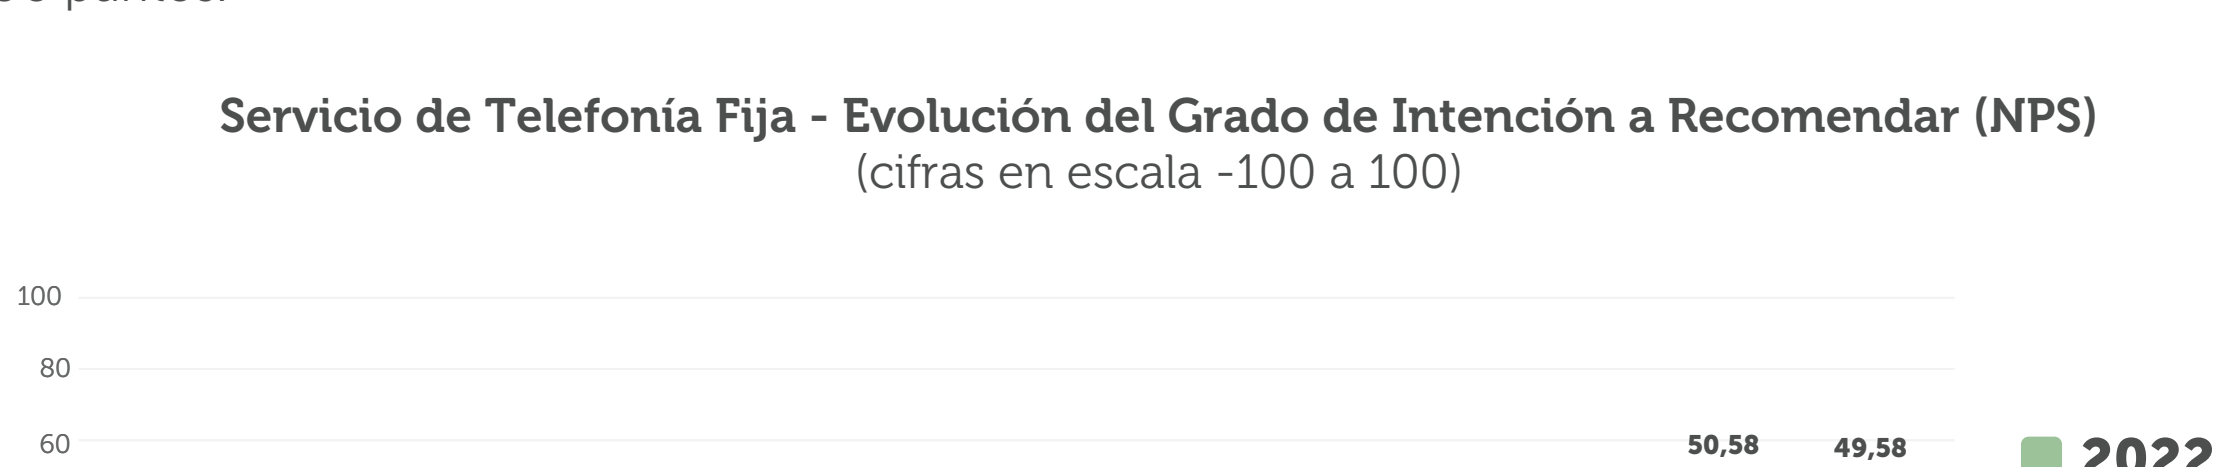 puntos.
Servicio de Telefonía Fija - Evolución del Grado de Intención a Recomendar (NPS)
(cifras en escala -100 a 100)
100
80
60
50,58
49,58
2022